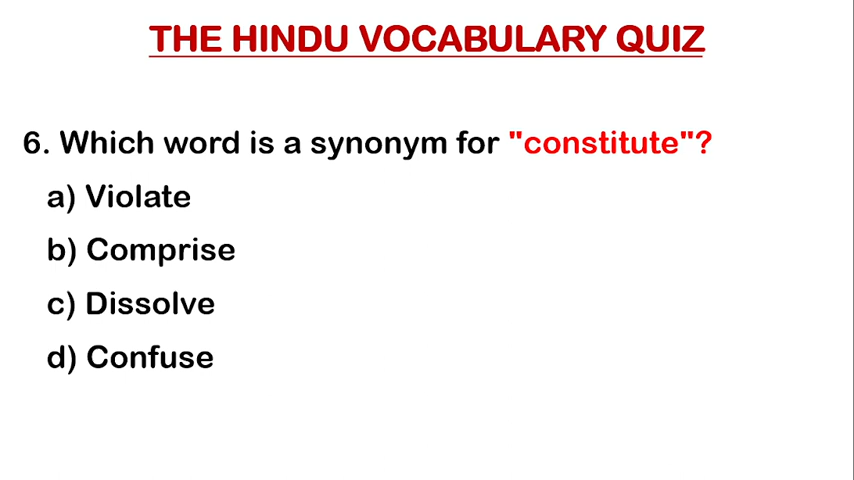 THE HINDU VOCABULARY QUIZ
6. Which word is a synonym for "constitute"?
a) Violate
b) Comprise
c) Dissolve
d) Confuse